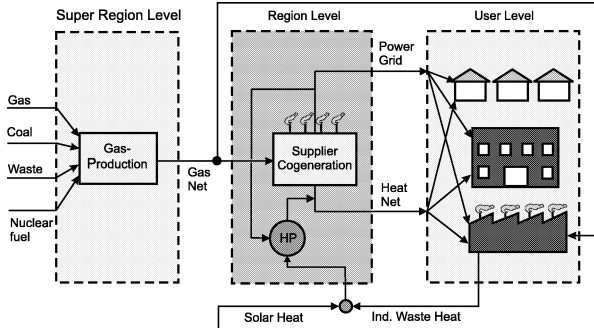 Super Region Level
Region Level
User Level
Power
Grid
Gas
Coal
Waste
Nuclear
fuel
Gas-
Production
Gas
Net
Supplier
Cogeneration
Heat
Net
HP
Solar Heat
Ind. Waste Heat